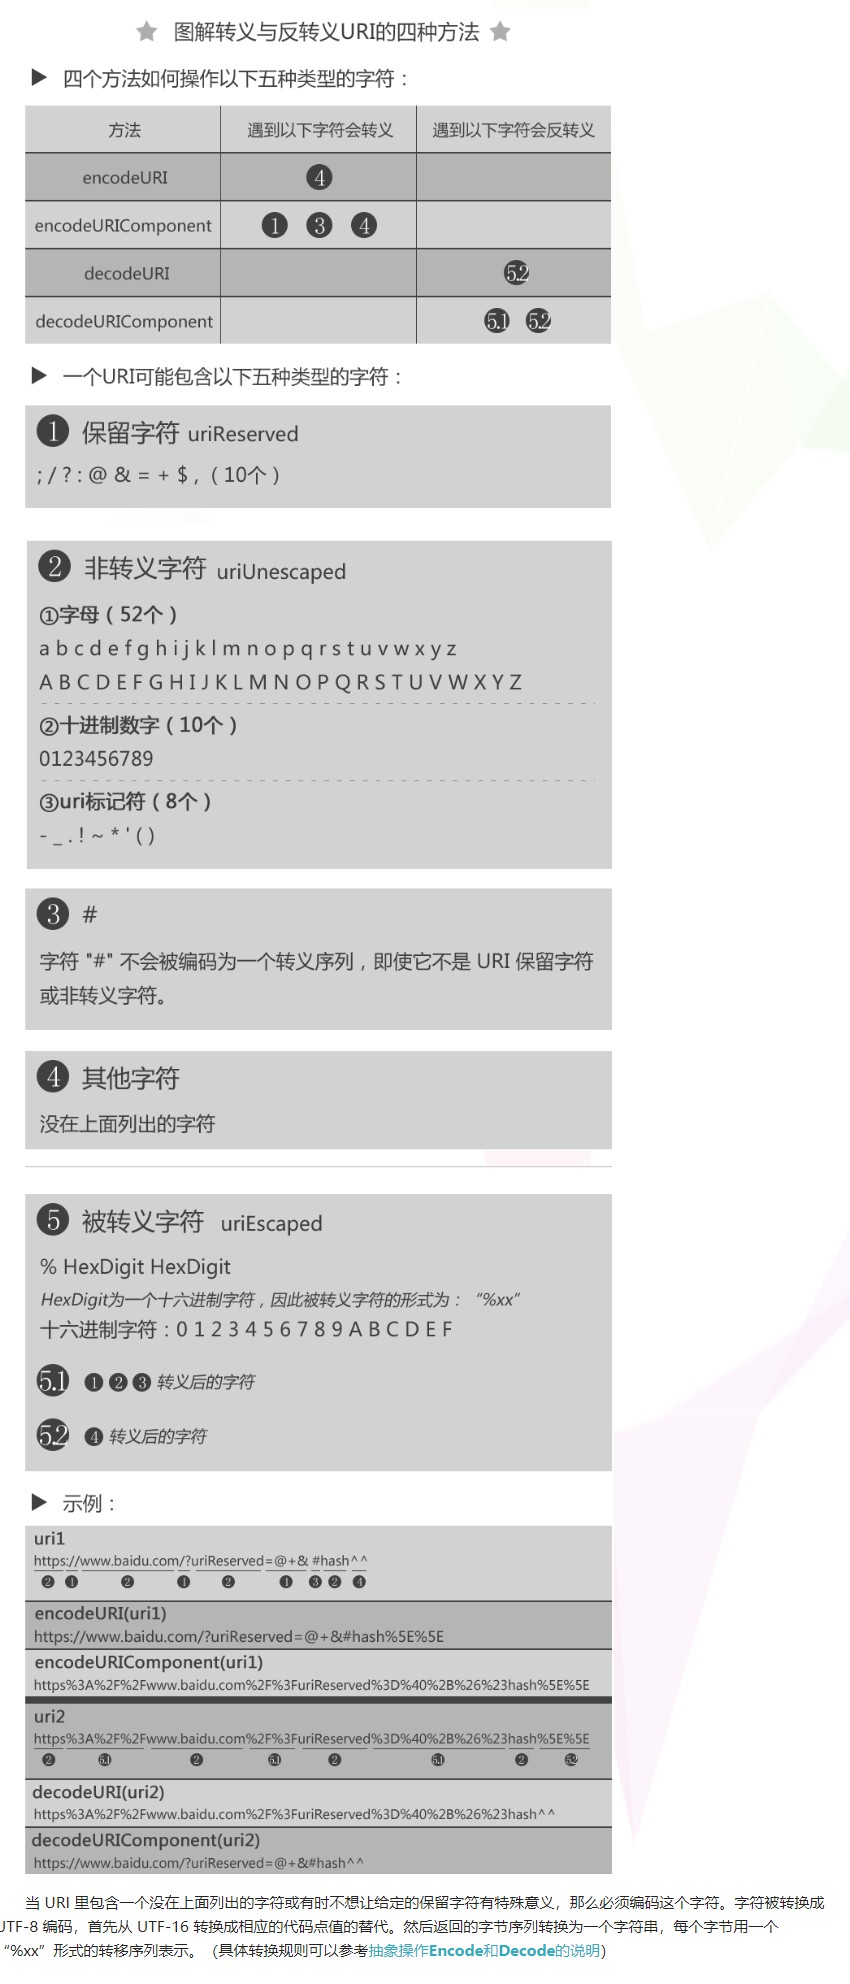 ★ 图解转义与反转义URI的四种方法 ★
▶ 四个方法如何操作以下五种类型的字符：
方法 遇到以下字符会转义 遇到以下字符会反转义
encodeURI 4
encodeURIComponent 1 3 4
decodeURI 5.2
decodeURIComponent 5.1 5.2
▶ 一个URI可能包含以下五种类型的字符：
1 保留字符 uriReserved
; / ? : @ & = + $ , （10个）
2 非转义字符 uriUnescaped
①字母（52个）
a b c d e f g h i j k l m n o p q r s t u v w x y z
A B C D E F G H I J K L M N O P Q R S T U V W X Y Z
②十进制数字（10个）
0123456789
③uri标记符（8个）
- _ . ! ~ * ' ( )
3 #
字符 "#" 不会被编码为一个转义序列，即使它不是 URI 保留字符
或非转义字符。
4 其他字符
没在上面列出的字符
5 被转义字符 uriEscaped
% HexDigit HexDigit
HexDigit为一个十六进制字符，因此被转义字符的形式为：“%xx”
十六进制字符：0 1 2 3 4 5 6 7 8 9 A B C D E F
5.1 1 2 3 转义后的字符
5.2 4 转义后的字符
▶ 示例：
uri1
https://www.baidu.com/?uriReserved=@+& #hash^^
2 1 2 1 2 1 3 2 4
encodeURI(uri1)
https://www.baidu.com/?uriReserved=@+&#hash%5E%5E
encodeURIComponent(uri1)
https%3A%2F%2Fwww.baidu.com%2F%3FuriReserved%3D%40%2B%26%23hash%5E%5E
uri2
https%3A%2F%2Fwww.baidu.com%2F%3FuriReserved%3D%40%2B%26%23hash%5E%5E
2 5.1 2 5.1 2 5.1 2 5.2
decodeURI(uri2)
https%3A%2F%2Fwww.baidu.com%2F%3FuriReserved%3D%40%2B%26%23hash^^
decodeURIComponent(uri2)
https://www.baidu.com/?uriReserved=@+&#hash^^
当 URI 里包含一个没在上面列出的字符或有时不想让给定的保留字符有特殊意义，那么必须编码这个字符。字符被转换成
UTF-8 编码，首先从 UTF-16 转换成相应的代码点值的替代。然后返回的字节序列转换为一个字符串，每个字节用一个
“%xx”形式的转移序列表示。（具体转换规则可以参考抽象操作Encode和Decode的说明）